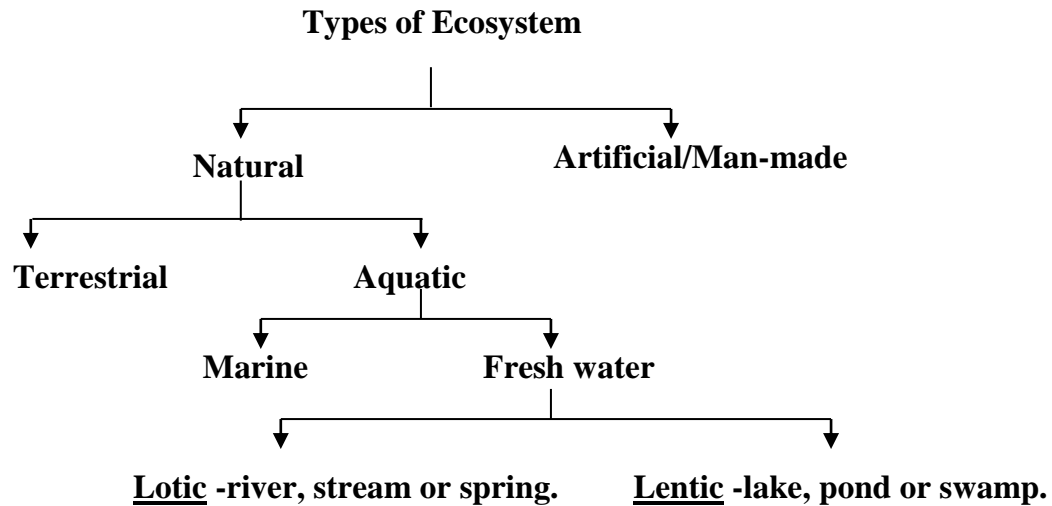 Types of Ecosystem
Natural
Artificial/Man-made
Terrestrial
Aquatic
Marine
Fresh water
Lotic -river, stream or spring.
Lentic -lake, pond or swamp.